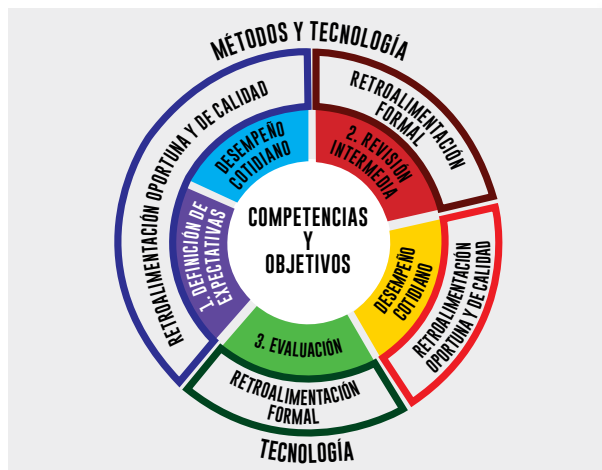 MÉTODOS Y TECNOLOGÍA
RETROALIMENTACIÓN OPORTUNA Y DE CALIDAD
RETROALIMENTACIÓN
FORMAL
DESEMPEÑO
COTIDIANO
2. REVISIÓN
INTERMEDIA
1. DEFINICIÓN DE
EXPECTATIVAS
COMPETENCIAS
Y
OBJETIVOS
DESEMPEÑO
COTIDIANO
RETROALIMENTACIÓN
OPORTUNA Y DE CALIDAD
3. EVALUACIÓN
RETROALIMENTACIÓN
FORMAL
TECNOLOGÍA